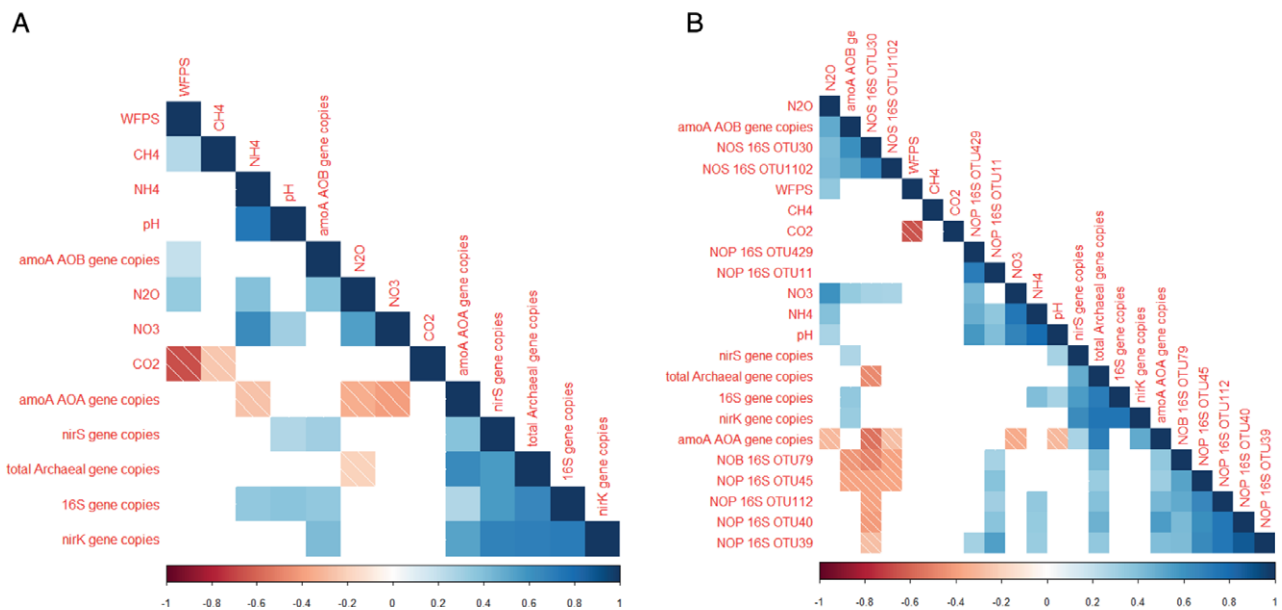 A
WFPS
CH4
NH4
pH
amoA AOB gene copies
N2O
NO3
CO2
amoA AOA gene copies
nirS gene copies
total Archaeal gene copies
16S gene copies
nirK gene copies
WFPS
CH4
NH4
pH
amoA AOB gene copies
N2O
NO3
CO2
amoA AOA gene copies
nirS gene copies
total Archaeal gene copies
16S gene copies
nirK gene copies
-1 -0.8 -0.6 -0.4 -0.2 0 0.2 0.4 0.6 0.8 1
B
N2O
amoA AOB ge
NOS 16S OTU30
NOS 16S OTU1102
WFPS
CH4
CO2
NOP 16S OTU429
NOP 16S OTU11
NO3
NH4
pH
nirS gene copies
total Archaeal gene copies
16S gene copies
nirK gene copies
amoA AOA gene copies
NOB 16S OTU79
NOP 16S OTU45
NOP 16S OTU112
NOP 16S OTU40
NOP 16S OTU39
N2O
amoA AOB gene copies
NOS 16S OTU30
NOS 16S OTU1102
WFPS
CH4
CO2
NOP 16S OTU429
NOP 16S OTU11
NO3
NH4
pH
nirS gene copies
total Archaeal gene copies
16S gene copies
nirK gene copies
amoA AOA gene copies
NOB 16S OTU79
NOP 16S OTU45
NOP 16S OTU112
NOP 16S OTU40
NOP 16S OTU39
-1 -0.8 -0.6 -0.4 -0.2 0 0.2 0.4 0.6 0.8 1